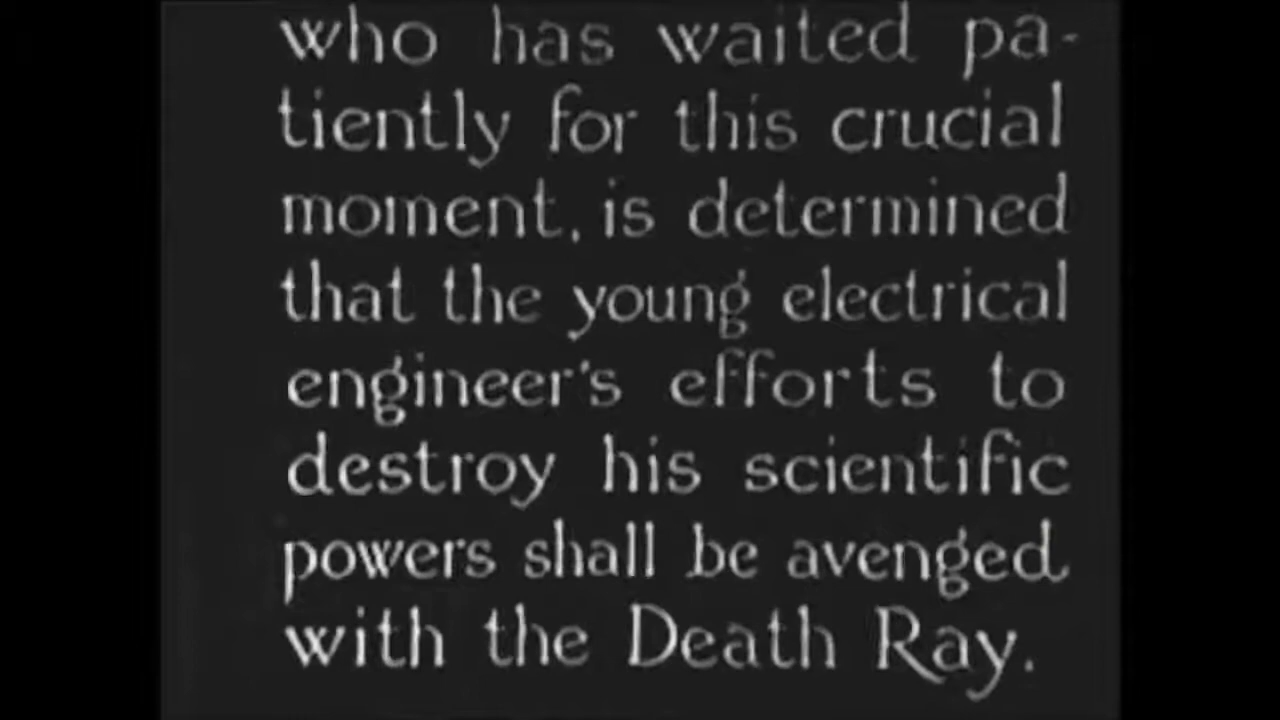 who has waited pa-
tiently for this crucial
moment, is determined
that the young electrical
engineer's efforts to
destroy his scientific
powers shall be avenged
with the Death Ray.